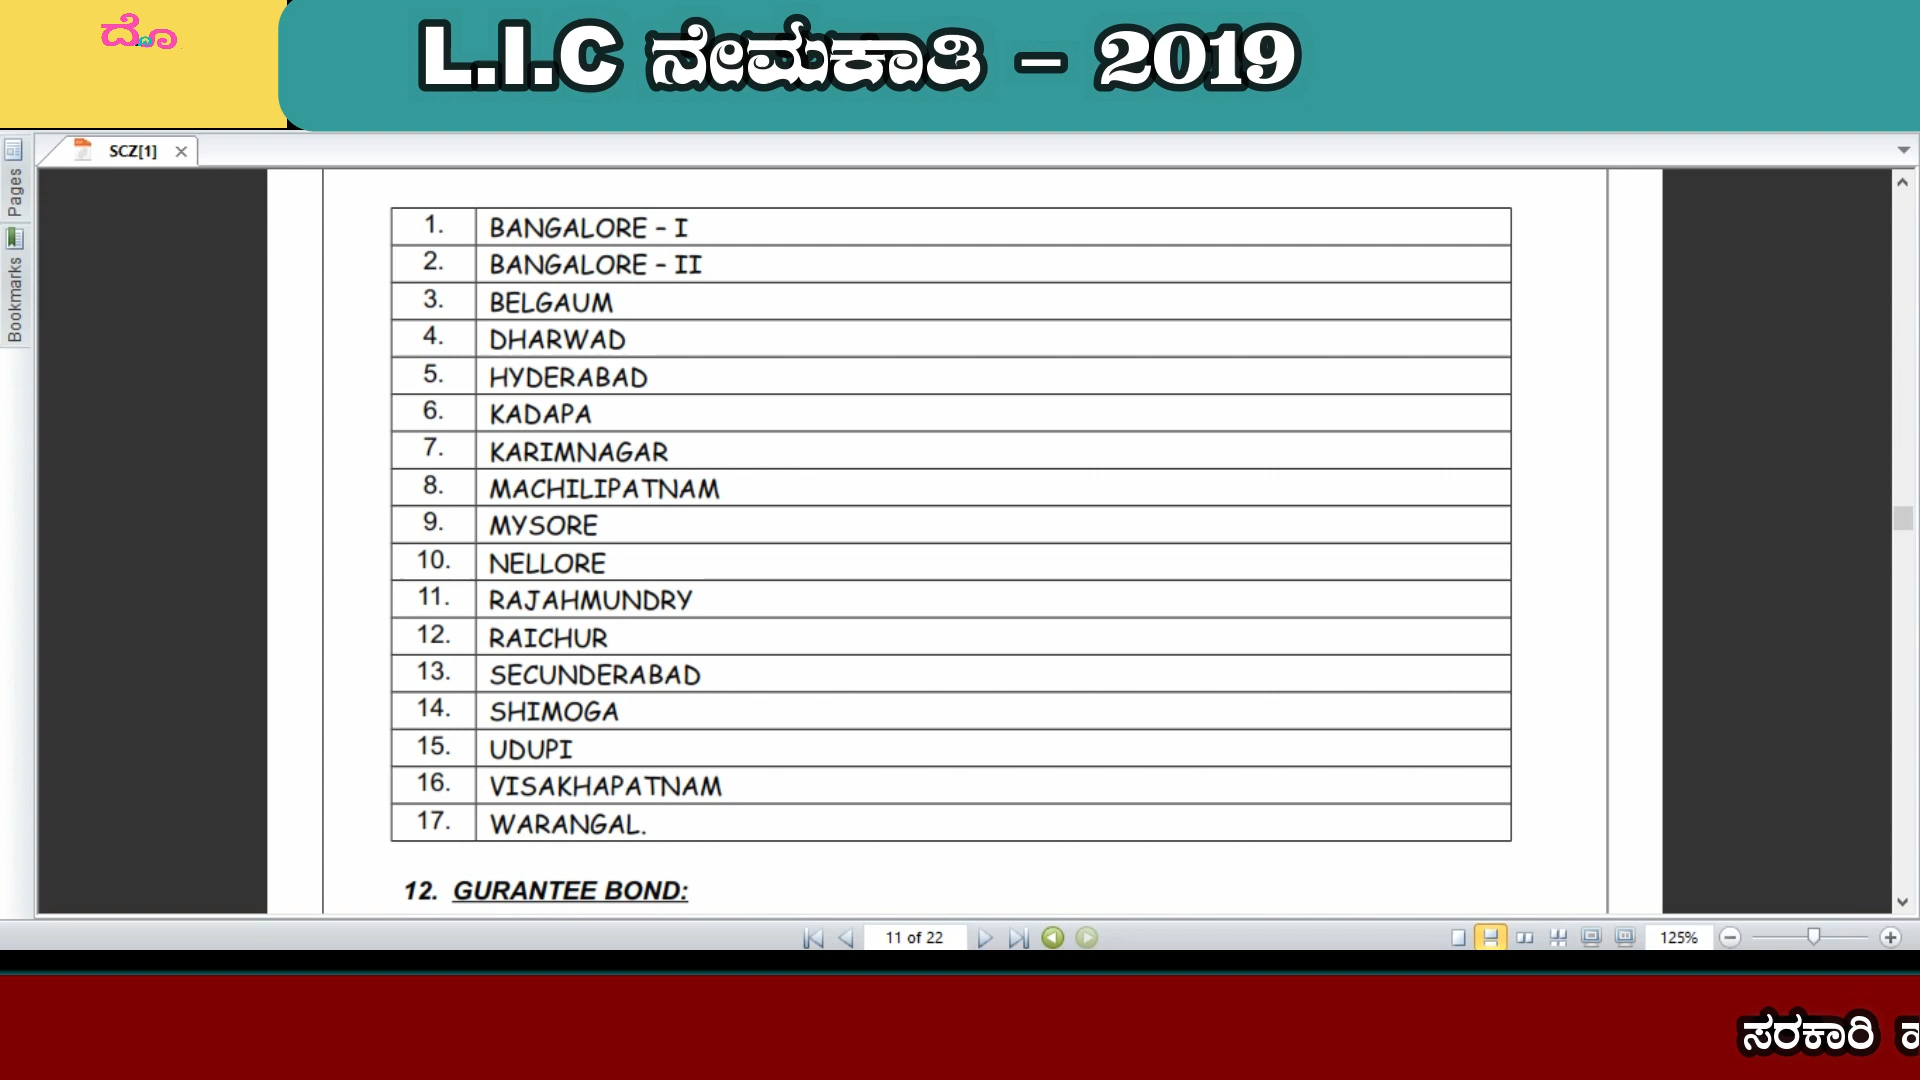 ದೊ
L.I.C ನೇಮಕಾತಿ – 2019
SCZ[1]
Pages
Bookmarks
1. BANGALORE – I
2. BANGALORE – II
3. BELGAUM
4. DHARWAD
5. HYDERABAD
6. KADAPA
7. KARIMNAGAR
8. MACHILIPATNAM
9. MYSORE
10. NELLORE
11. RAJAHMUNDRY
12. RAICHUR
13. SECUNDERABAD
14. SHIMOGA
15. UDUPI
16. VISAKHAPATNAM
17. WARANGAL.
12. GURANTEE BOND:
11 of 22
125%
ಸರಕಾರಿ